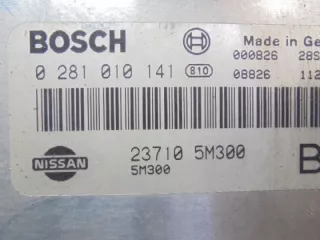 BOSCH Made in Ge
000826 28S
0 281 010 141 810 08826 112
NISSAN 23710 5M300 B
5M300